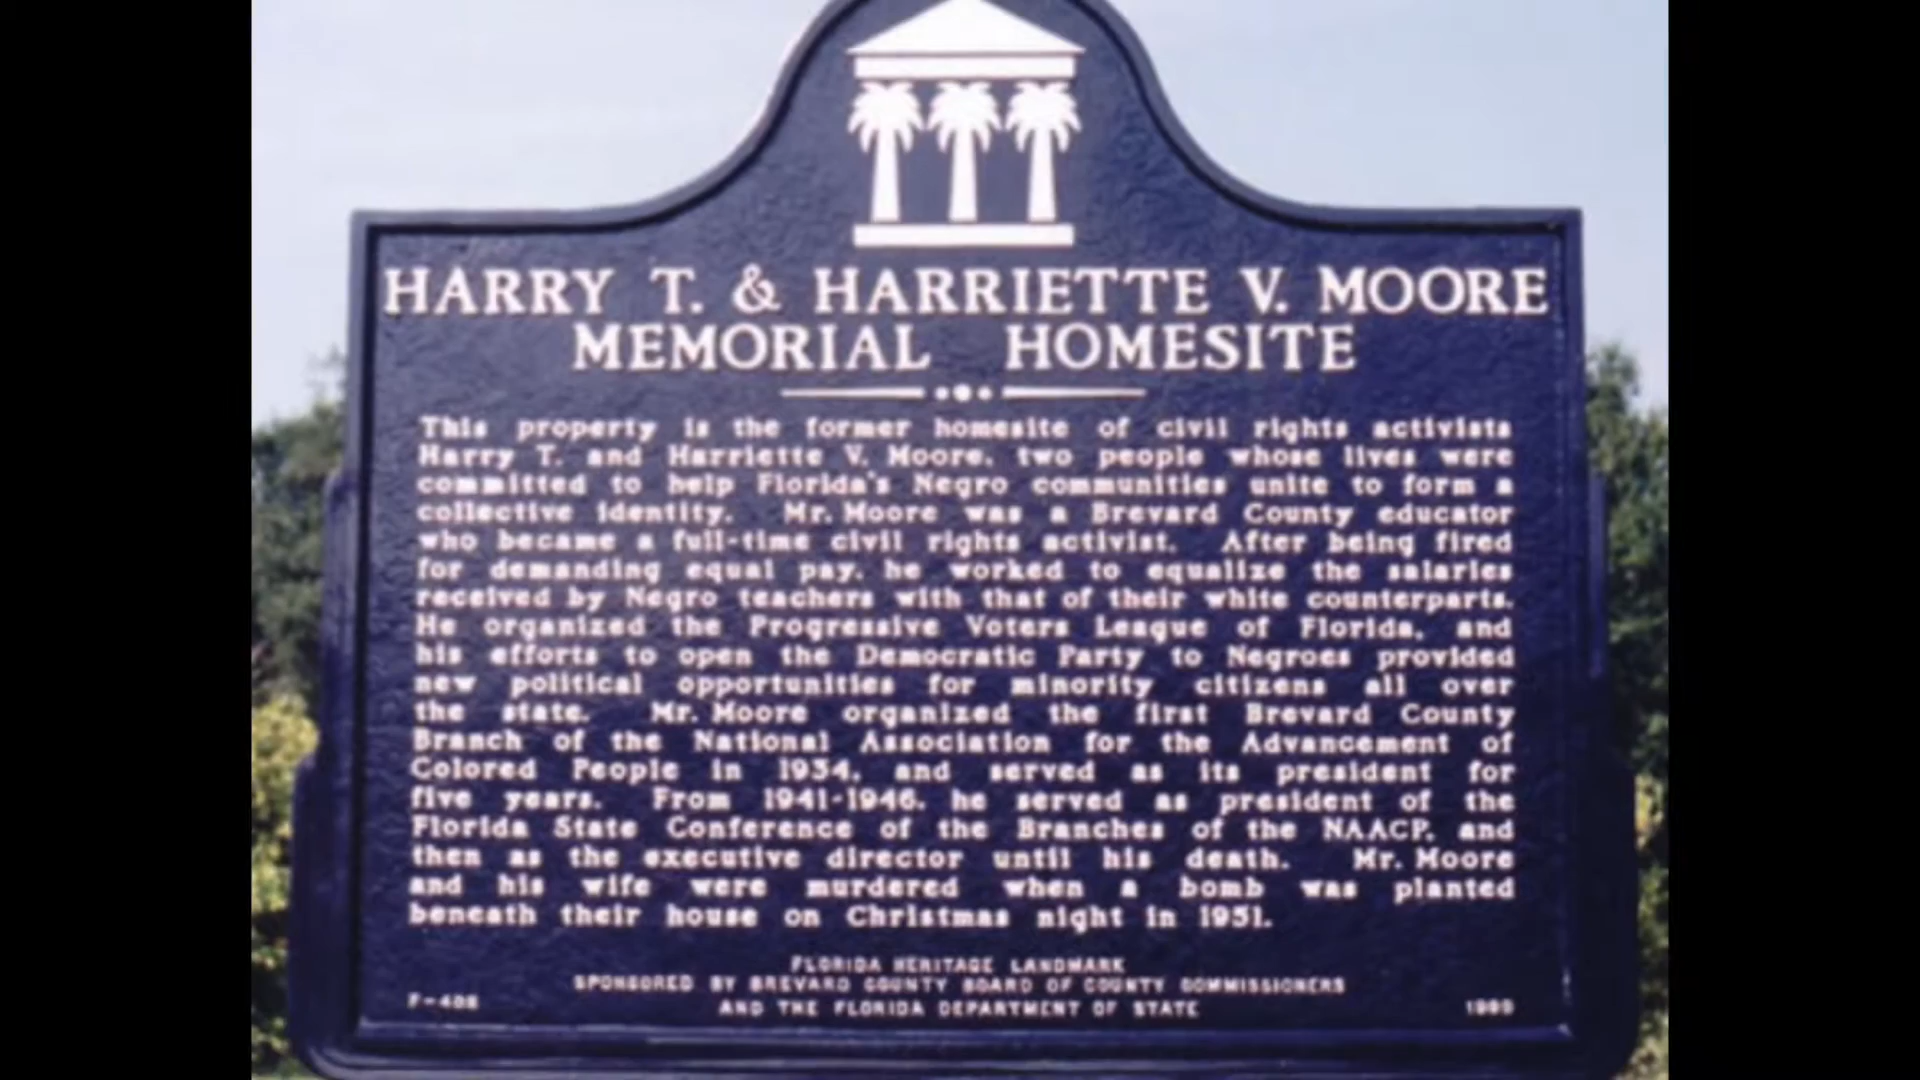 HARRY T. & HARRIETTE V. MOORE
MEMORIAL HOMESITE
This property is the former homesite of civil rights activists
Harry T. and Harriette V. Moore, two people whose lives were
committed to help Florida's Negro communities unite to form a
collective identity. Mr. Moore was a Brevard County educator
who became a full-time civil rights activist. After being fired
for demanding equal pay, he worked to equalize the salaries
received by Negro teachers with that of their white counterparts.
He organized the Progressive Voters League of Florida, and
his efforts to open the Democratic Party to Negroes provided
new political opportunities for minority citizens all over
the state. Mr. Moore organized the first Brevard County
Branch of the National Association for the Advancement of
Colored People in 1934, and served as its president for
five years. From 1941-1946, he served as president of the
Florida State Conference of the Branches of the NAACP, and
then as the executive director until his death. Mr. Moore
and his wife were murdered when a bomb was planted
beneath their house on Christmas night in 1951.
FLORIDA HERITAGE LANDMARK
SPONSORED BY BREVARD COUNTY BOARD OF COUNTY COMMISSIONERS
AND THE FLORIDA DEPARTMENT OF STATE